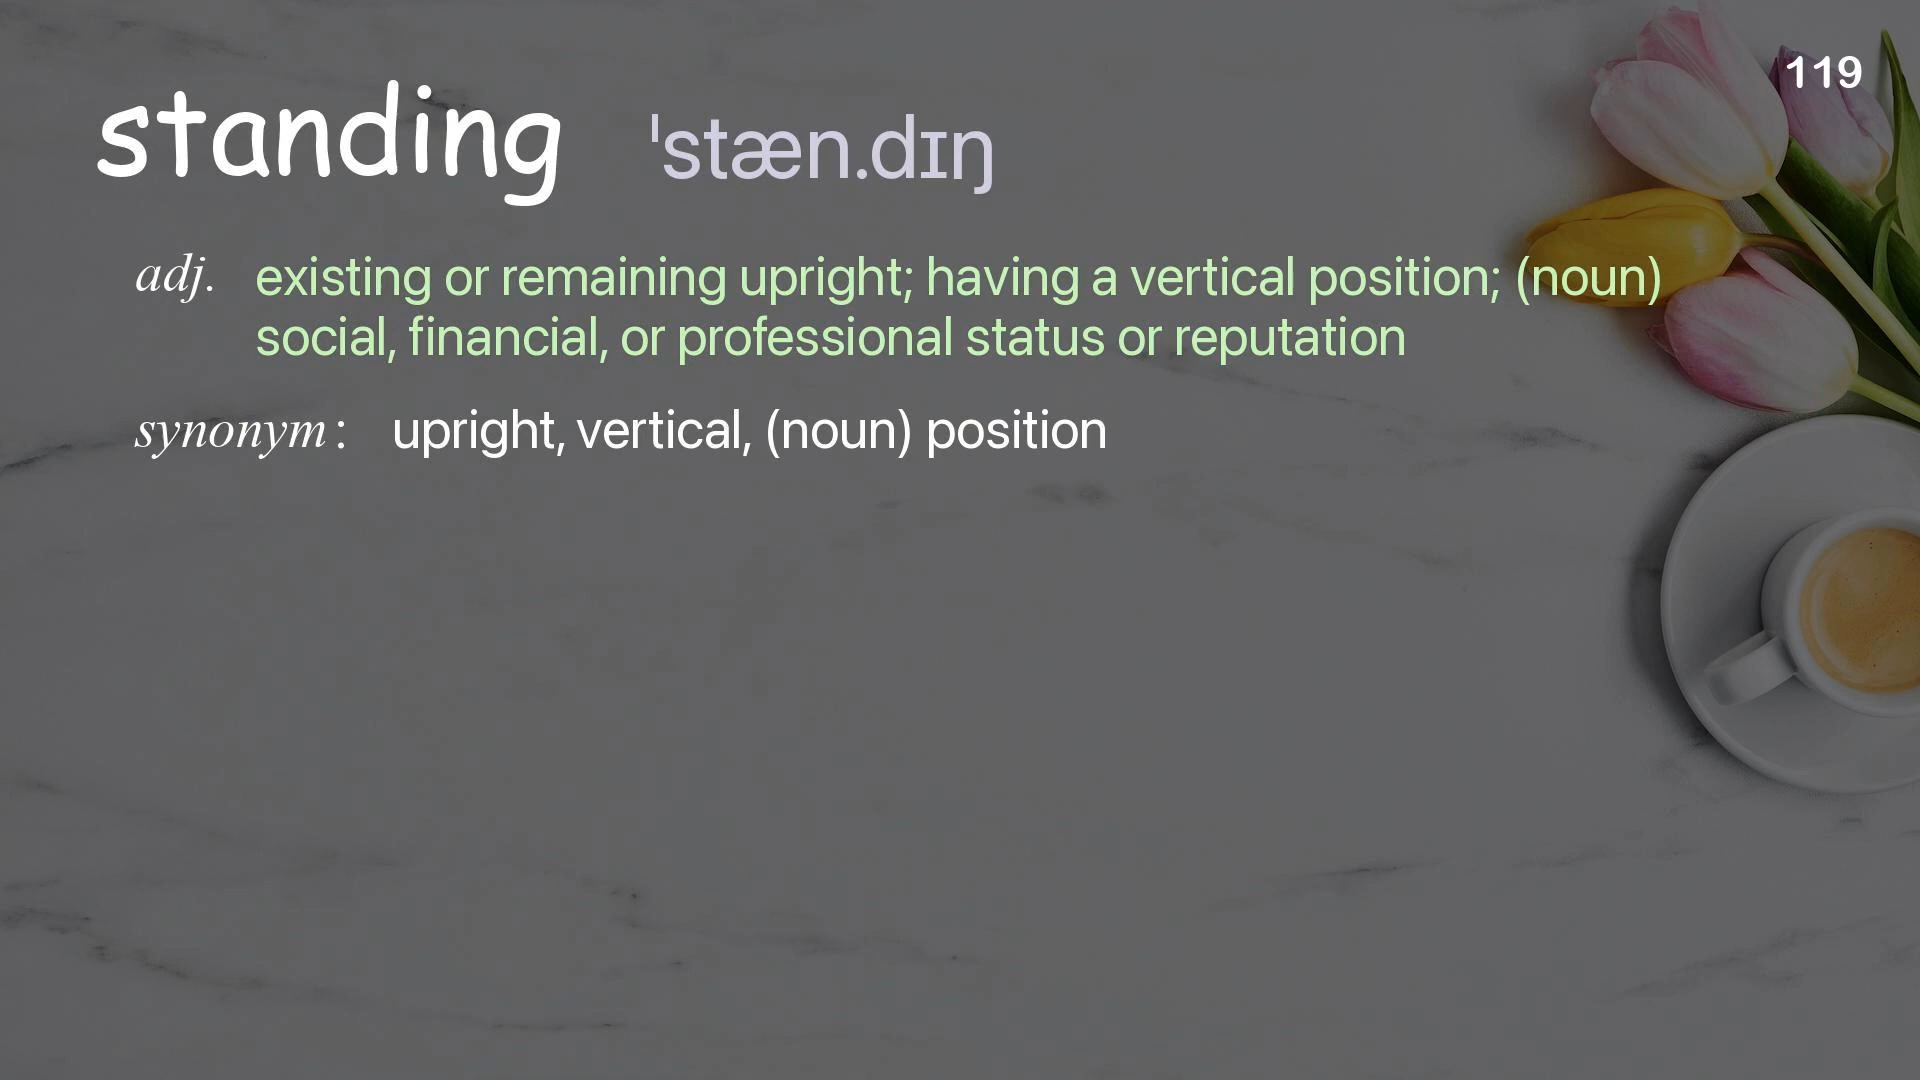 119
standing ˈstæn.dɪŋ
adj. existing or remaining upright; having a vertical position; (noun)
social, financial, or professional status or reputation
synonym: upright, vertical, (noun) position